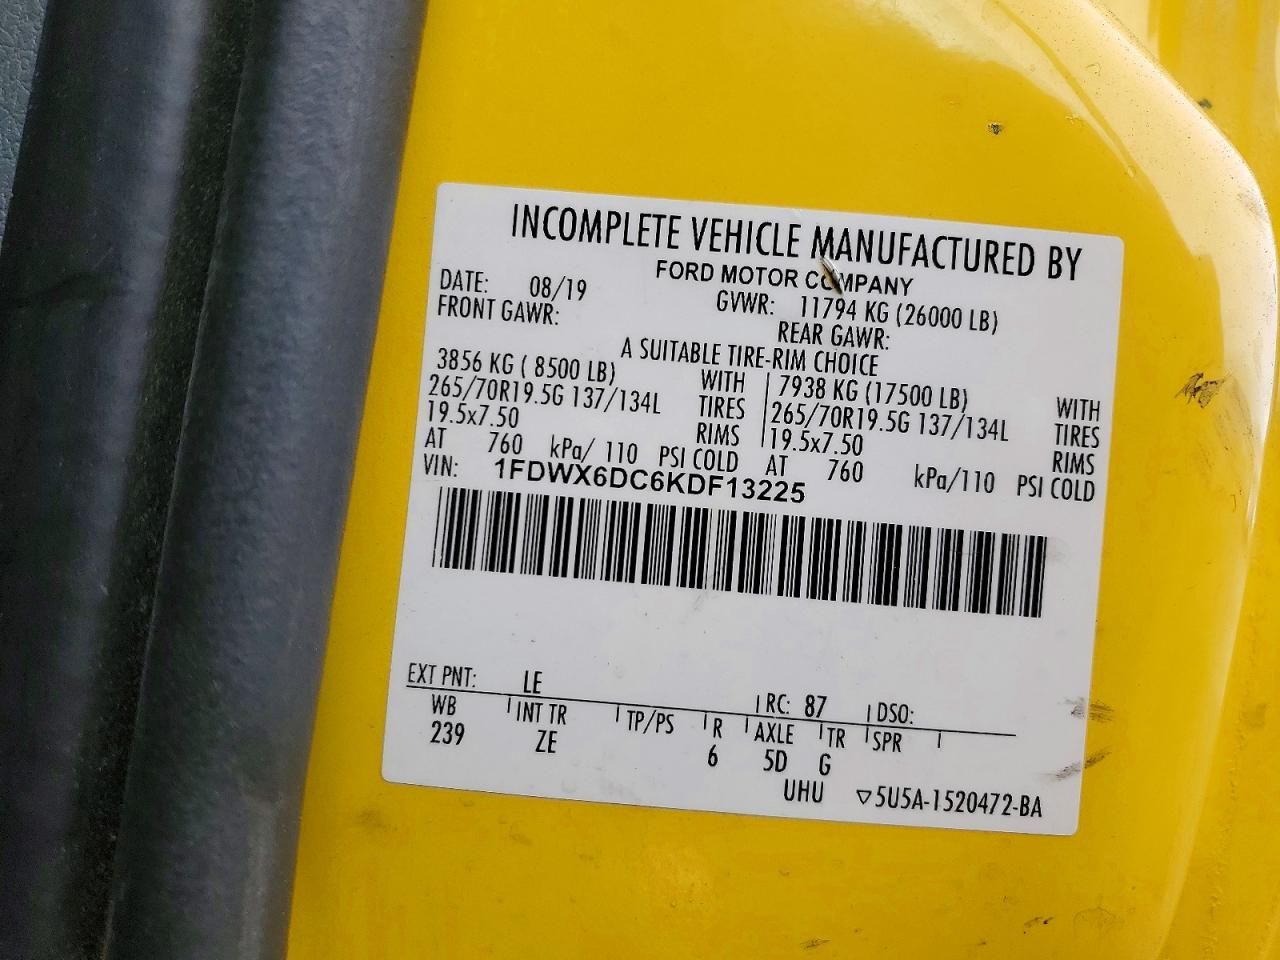 INCOMPLETE VEHICLE MANUFACTURED BY
FORD MOTOR COMPANY
DATE: 08/19 GVWR: 11794 KG (26000 LB)
FRONT GAWR: REAR GAWR:
A SUITABLE TIRE-RIM CHOICE
3856 KG ( 8500 LB) WITH 7938 KG (17500 LB) WITH
265/70R19.5G 137/134L TIRES 265/70R19.5G 137/134L TIRES
19.5x7.50 RIMS 19.5x7.50 RIMS
AT 760 kPa/ 110 PSI COLD AT 760 kPa/110 PSI COLD
VIN: 1FDWX6DC6KDF13225
EXT PNT: LE RC: 87 DSO:
WB INT TR TP/PS R AXLE TR SPR
239 ZE 6 5D G
UHU ▽5U5A-1520472-BA